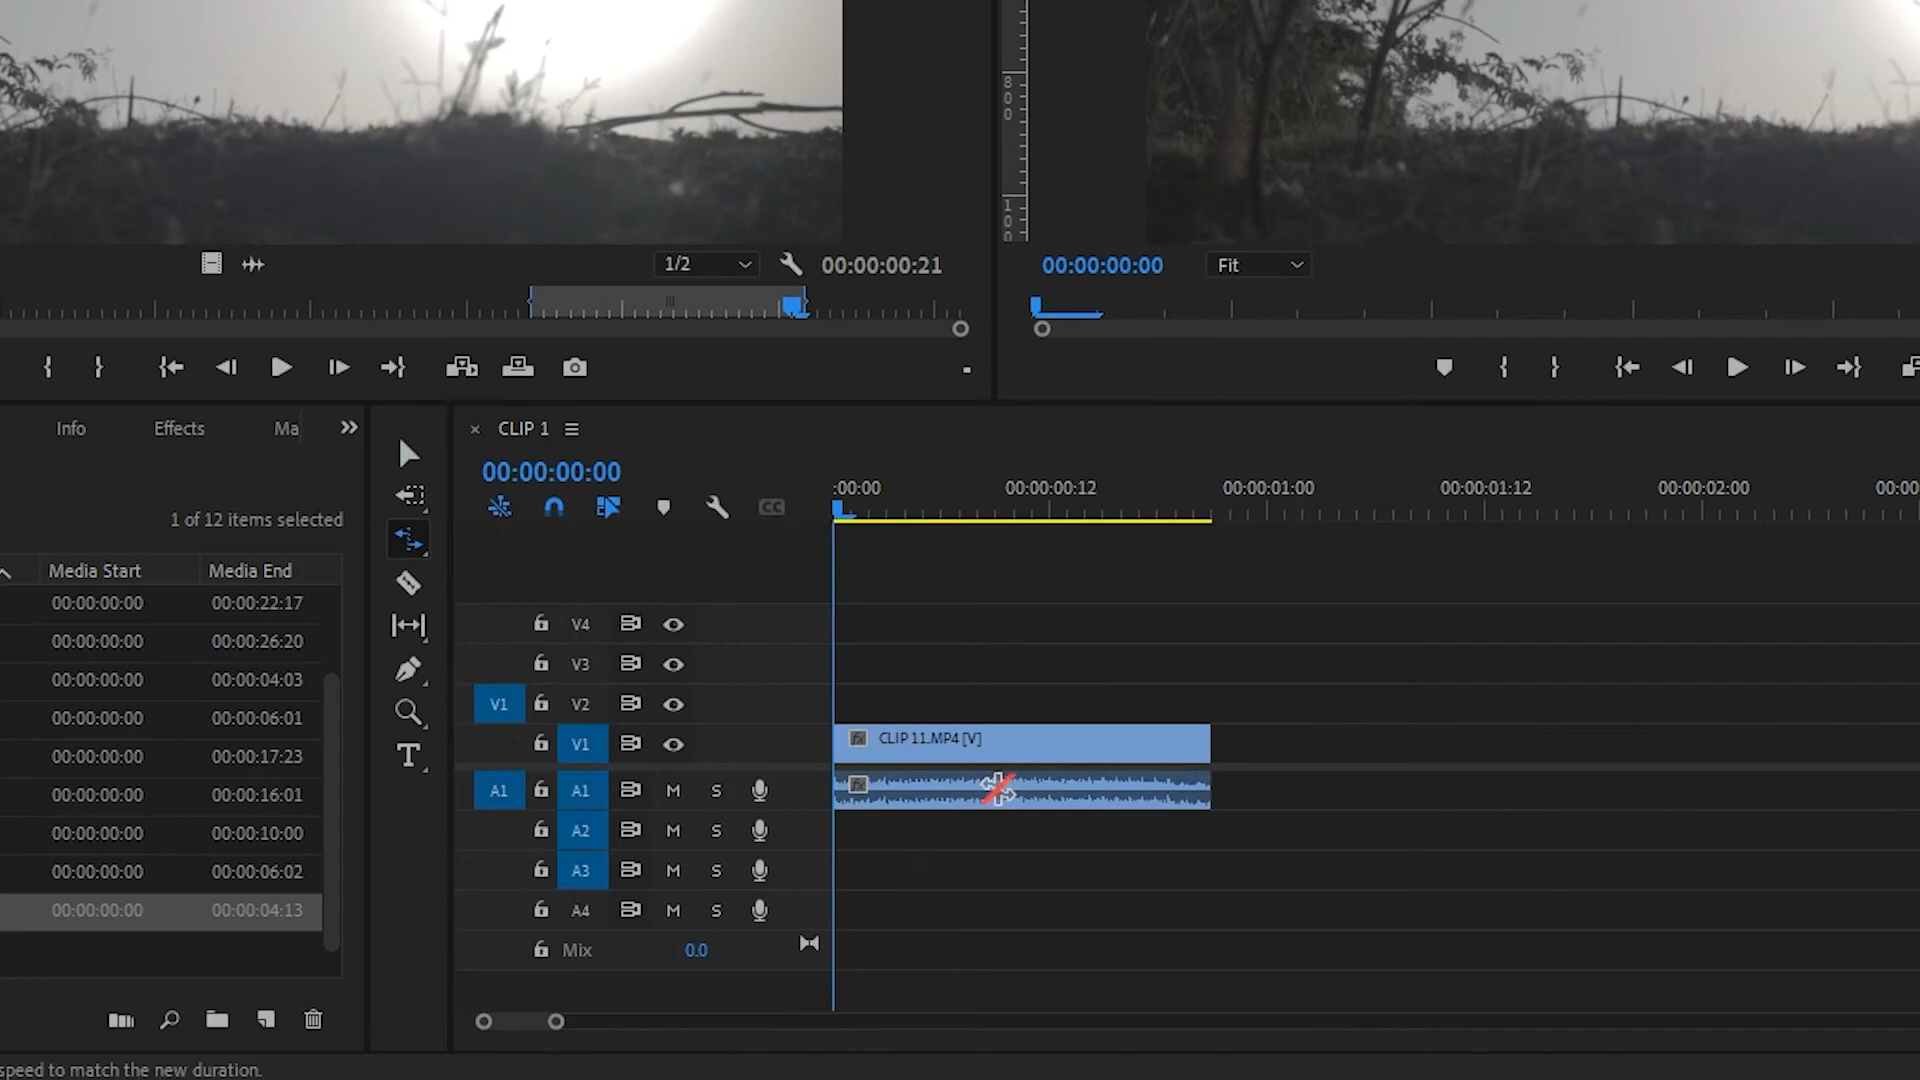 800
100
1/2
00:00:00:21
00:00:00:00
Fit
Info
Effects
Ma
CLIP 1
00:00:00:00
:00:00
00:00:00:12
00:00:01:00
00:00:01:12
00:00:02:00
00:00
CC
1 of 12 items selected
Media Start
Media End
00:00:00:00
00:00:22:17
00:00:00:00
00:00:26:20
00:00:00:00
00:00:04:03
00:00:00:00
00:00:06:01
00:00:00:00
00:00:17:23
00:00:00:00
00:00:16:01
00:00:00:00
00:00:10:00
00:00:00:00
00:00:06:02
00:00:00:00
00:00:04:13
T
V4
V3
V1
V2
V1
fx
CLIP 11.MP4 [V]
A1
A1
M
S
fx
A2
M
S
A3
M
S
A4
M
S
Mix
0.0
speed to match the new duration.